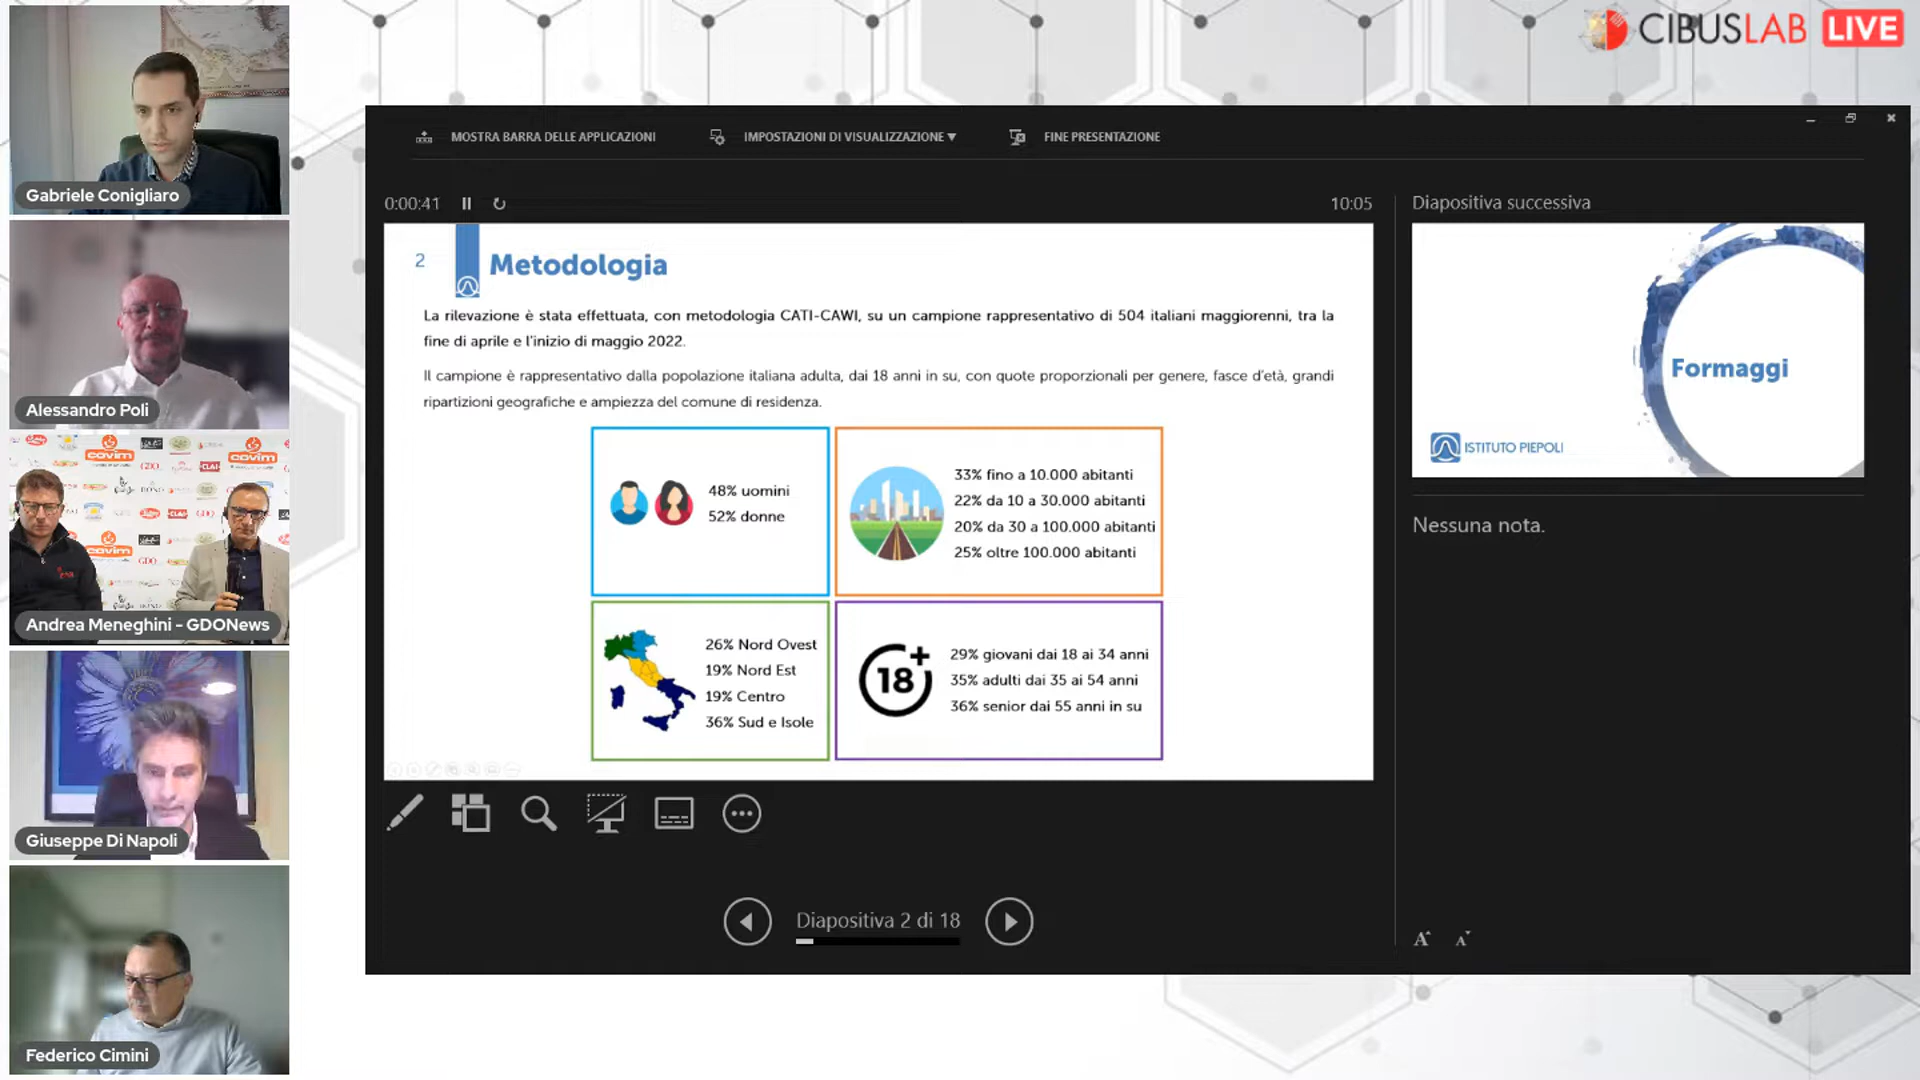 CIBUSLAB LIVE
Gabriele Conigliaro
Alessandro Poli
covim
covim
GDO
CLAI
covim
GDO
Andrea Meneghini - GDONews
Giuseppe Di Napoli
Federico Cimini
MOSTRA BARRA DELLE APPLICAZIONI
IMPOSTAZIONI DI VISUALIZZAZIONE
FINE PRESENTAZIONE
0:00:41
10:05
2
Metodologia
La rilevazione è stata effettuata, con metodologia CATI-CAWI, su un campione rappresentativo di 504 italiani maggiorenni, tra la
fine di aprile e l'inizio di maggio 2022.
Il campione è rappresentativo dalla popolazione italiana adulta, dai 18 anni in su, con quote proporzionali per genere, fasce d'età, grandi
ripartizioni geografiche e ampiezza del comune di residenza.
48% uomini
52% donne
33% fino a 10.000 abitanti
22% da 10 a 30.000 abitanti
20% da 30 a 100.000 abitanti
25% oltre 100.000 abitanti
26% Nord Ovest
19% Nord Est
19% Centro
36% Sud e Isole
18+
29% giovani dai 18 ai 34 anni
35% adulti dai 35 ai 54 anni
36% senior dai 55 anni in su
Diapositiva 2 di 18
Diapositiva successiva
Formaggi
ISTITUTO PIEPOLI
Nessuna nota.
A
A